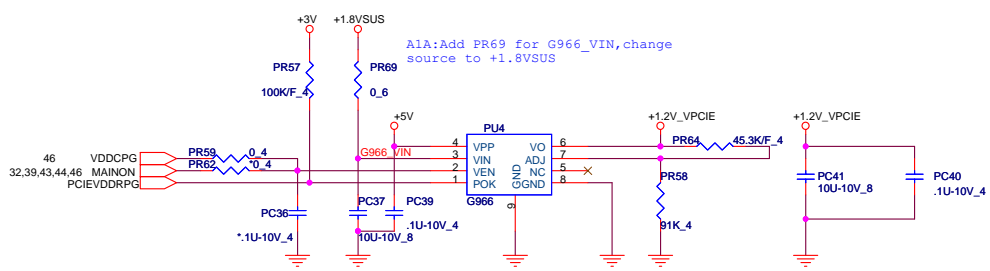 +3V
+1.8VSUS
A1A:Add PR69 for G966_VIN,change
source to +1.8VSUS
PR57
PR69
100K/F_4
0_6
+5V
+1.2V_VPCIE
+1.2V_VPCIE
PU4
PR64
45.3K/F_4
46
VDDCPG
PR59
0_4
G966_VIN
4
VPP
VO
6
3
VIN
ADJ
7
32,39,43,44,46
MAINON
PR62
*0_4
2
VEN
NC
5
PCIEVDDRPG
1
POK
GND
GGND
8
G966
9
PR58
91K_4
PC36
*.1U-10V_4
PC37
10U-10V_8
PC39
.1U-10V_4
PC41
10U-10V_8
PC40
.1U-10V_4